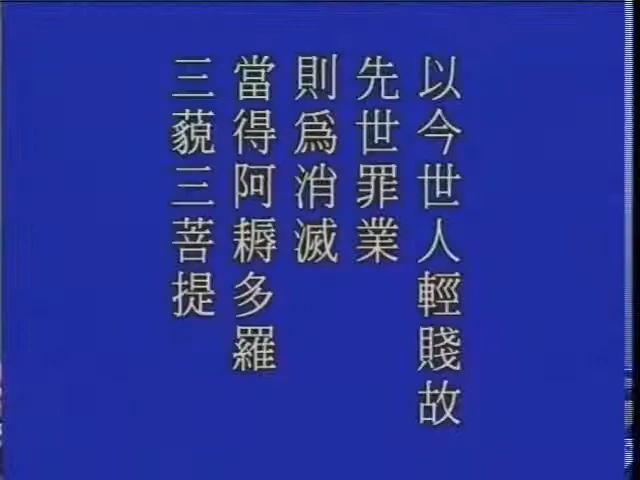 以今世人輕賤故
先世罪業
則爲消滅
當得阿耨多羅
三藐三菩提